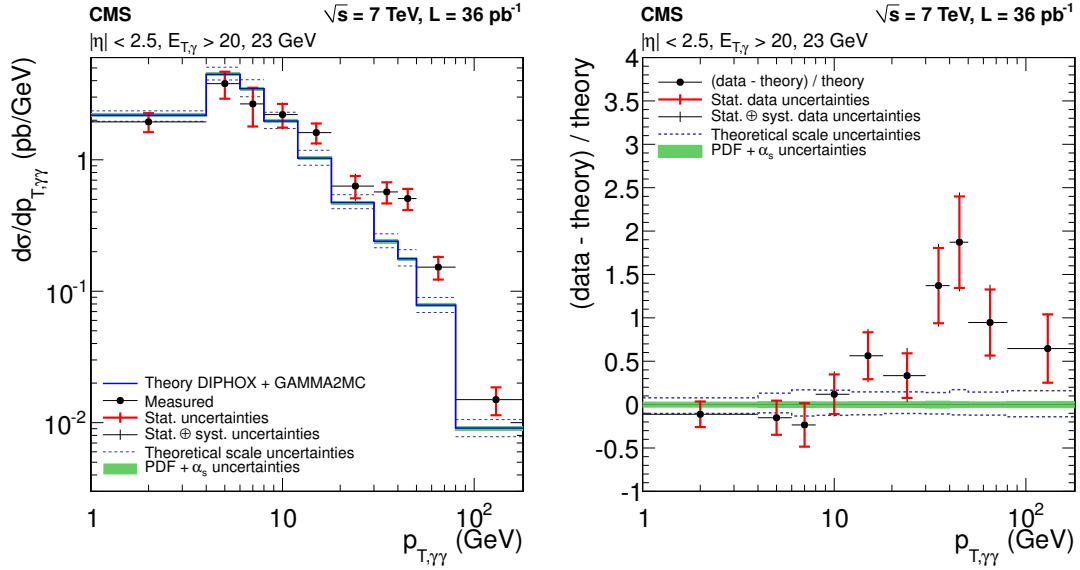 CMS √s = 7 TeV, L = 36 pb⁻¹
|η| < 2.5, E_T,γ > 20, 23 GeV
dσ/dp_T,γγ (pb/GeV)
1
10⁻¹
10⁻²
Theory DIPHOX + GAMMA2MC
Measured
Stat. uncertainties
Stat. ⊕ syst. uncertainties
Theoretical scale uncertainties
PDF + α_s uncertainties
1 10 10²
p_T,γγ (GeV)
CMS √s = 7 TeV, L = 36 pb⁻¹
|η| < 2.5, E_T,γ > 20, 23 GeV
(data - theory) / theory
4
3.5
3
2.5
2
1.5
1
0.5
0
-0.5
-1
(data - theory) / theory
Stat. data uncertainties
Stat. ⊕ syst. data uncertainties
Theoretical scale uncertainties
PDF + α_s uncertainties
1 10 10²
p_T,γγ (GeV)